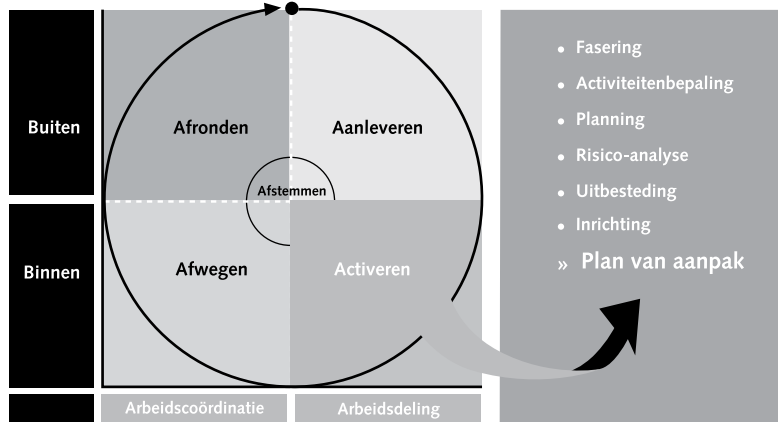 Buiten
Afronden
Aanleveren
Afstemmen
Binnen
Afwegen
Activeren
Arbeidscoördinatie
Arbeidsdeling
• Fasering
• Activiteitenbepaling
• Planning
• Risico-analyse
• Uitbesteding
• Inrichting
» Plan van aanpak